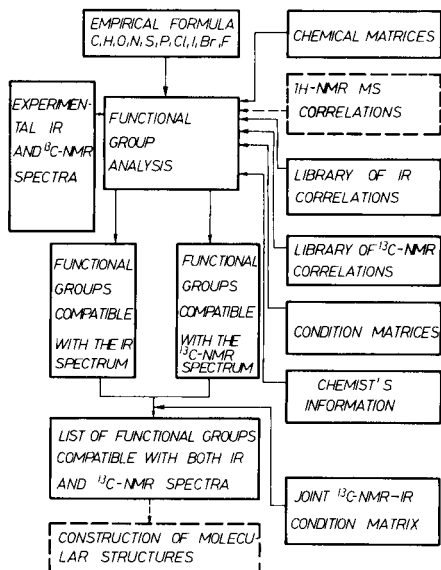 EMPIRICAL FORMULA
C,H,O,N,S,P,Cl,I,Br,F
CHEMICAL MATRICES
EXPERIMEN-
TAL IR
AND ¹³C-NMR
SPECTRA
FUNCTIONAL
GROUP
ANALYSIS
1H-NMR MS
CORRELATIONS
LIBRARY OF IR
CORRELATIONS
LIBRARY OF ¹³C-NMR
CORRELATIONS
FUNCTIONAL
GROUPS
COMPATIBLE
WITH THE IR
SPECTRUM
FUNCTIONAL
GROUPS
COMPATIBLE
WITH THE
¹³C-NMR
SPECTRUM
CONDITION MATRICES
CHEMIST'S
INFORMATION
LIST OF FUNCTIONAL GROUPS
COMPATIBLE WITH BOTH IR
AND ¹³C-NMR SPECTRA
JOINT ¹³C-NMR-IR
CONDITION MATRIX
CONSTRUCTION OF MOLECU-
LAR STRUCTURES